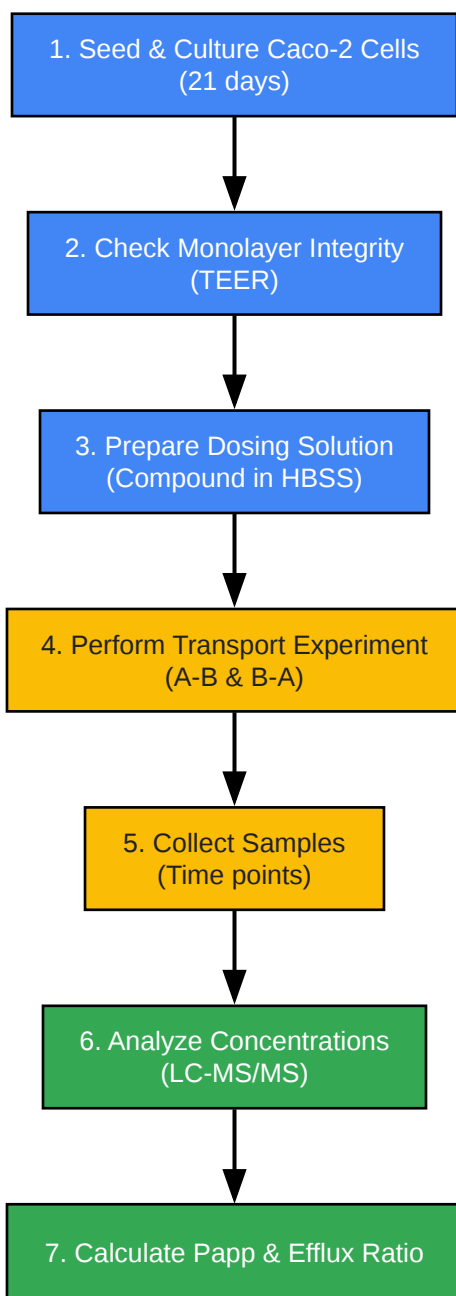 1. Seed & Culture Caco-2 Cells
(21 days)
2. Check Monolayer Integrity
(TEER)
3. Prepare Dosing Solution
(Compound in HBSS)
4. Perform Transport Experiment
(A-B & B-A)
5. Collect Samples
(Time points)
6. Analyze Concentrations
(LC-MS/MS)
7. Calculate Papp & Efflux Ratio